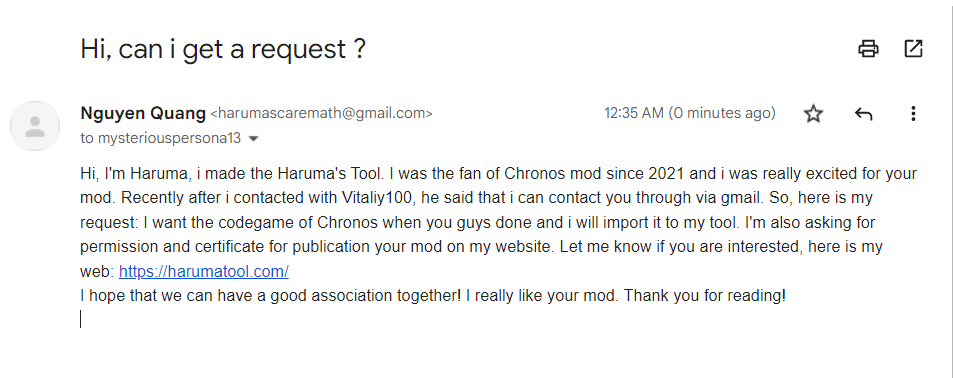 Hi, can i get a request ?
Nguyen Quang <harumascaremath@gmail.com>
12:35 AM (0 minutes ago)
to mysteriouspersona13
Hi, I'm Haruma, i made the Haruma's Tool. I was the fan of Chronos mod since 2021 and i was really excited for your
mod. Recently after i contacted with Vitaliy100, he said that i can contact you through via gmail. So, here is my
request: I want the codegame of Chronos when you guys done and i will import it to my tool. I'm also asking for
permission and certificate for publication your mod on my website. Let me know if you are interested, here is my
web: https://harumatool.com/
I hope that we can have a good association together! I really like your mod. Thank you for reading!